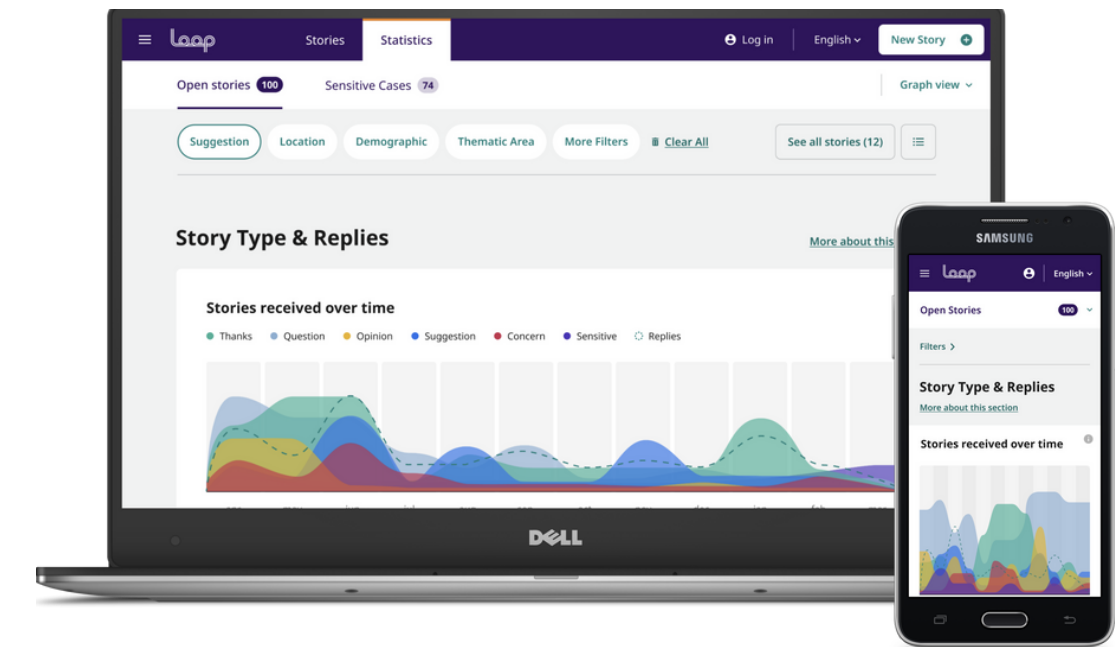 Loop Stories Statistics Log in English New Story
Open stories 100 Sensitive Cases 74 Graph view
Suggestion Location Demographic Thematic Area More Filters Clear All See all stories (12)
Story Type & Replies More about this
Stories received over time
Thanks Question Opinion Suggestion Concern Sensitive Replies
DELL
SAMSUNG
Loop English
Open Stories 100
Filters
Story Type & Replies
More about this section
Stories received over time